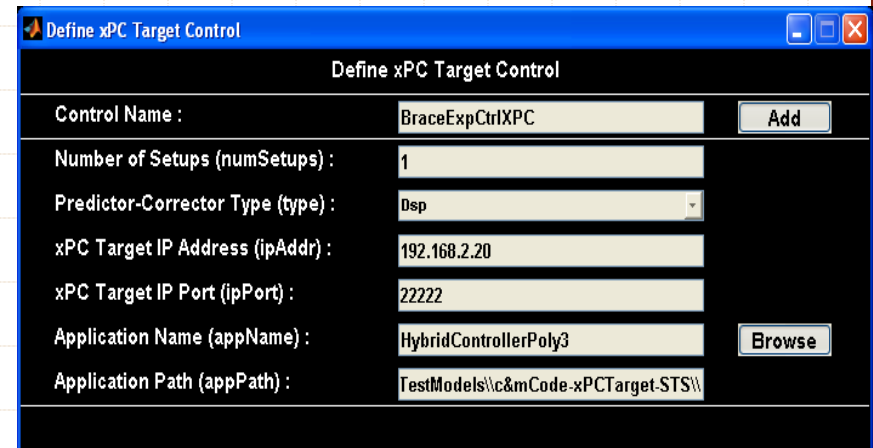 Define xPC Target Control
Define xPC Target Control
Control Name : BraceExpCtrlXPC Add
Number of Setups (numSetups) : 1
Predictor-Corrector Type (type) : Dsp
xPC Target IP Address (ipAddr) : 192.168.2.20
xPC Target IP Port (ipPort) : 22222
Application Name (appName) : HybridControllerPoly3 Browse
Application Path (appPath) : TestModels\\c&mCode-xPCTarget-STS\\